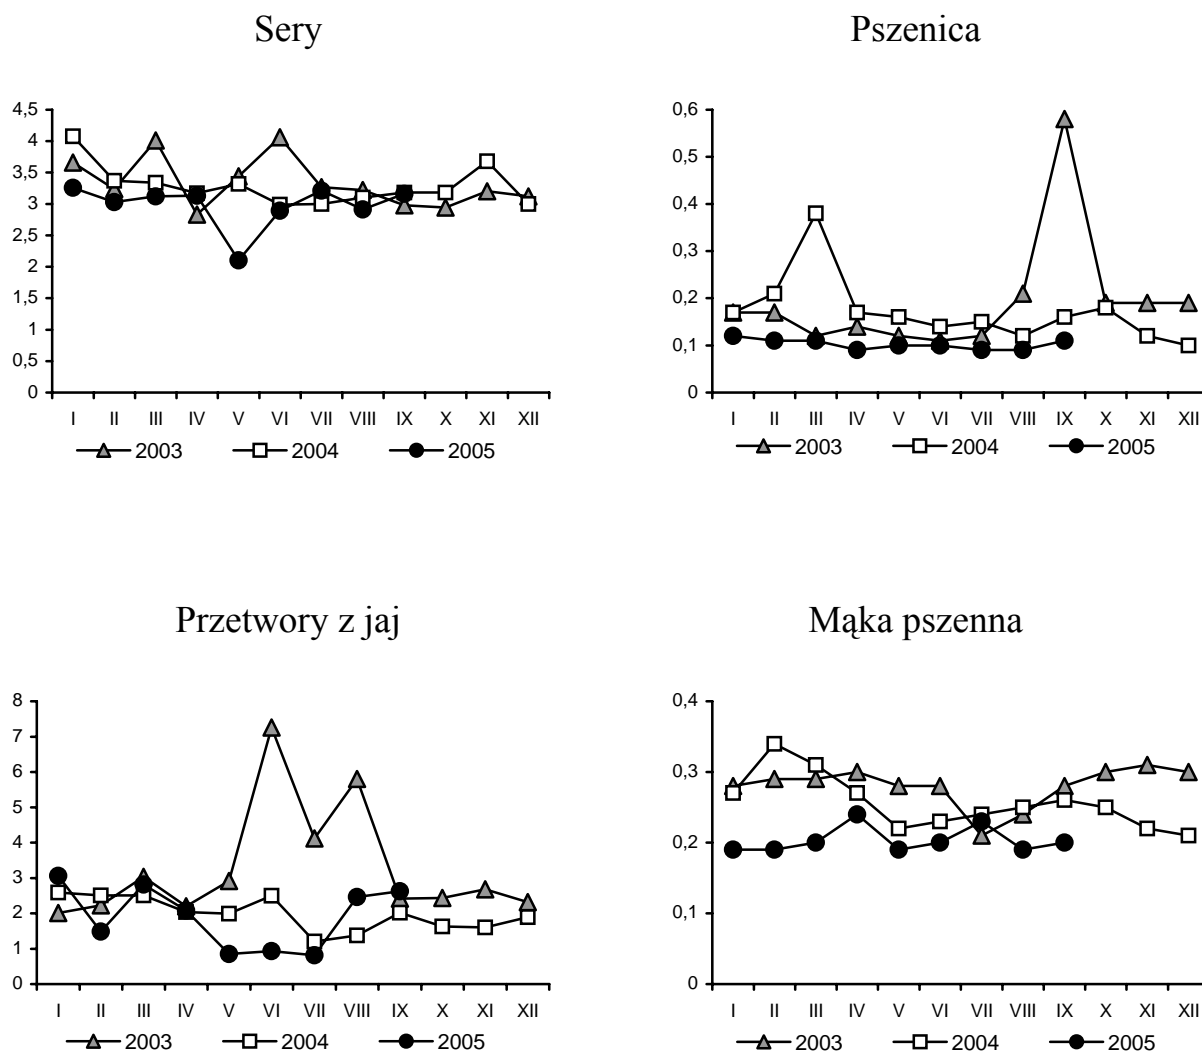 Sery
4,5
4
3,5
3
2,5
2
1,5
1
0,5
0
I II III IV V VI VII VIII IX X XI XII
2003 2004 2005
Pszenica
0,6
0,5
0,4
0,3
0,2
0,1
0
I II III IV V VI VII VIII IX X XI XII
2003 2004 2005
Przetwory z jaj
8
7
6
5
4
3
2
1
0
I II III IV V VI VII VIII IX X XI XII
2003 2004 2005
Mąka pszenna
0,4
0,3
0,2
0,1
0
I II III IV V VI VII VIII IX X XI XII
2003 2004 2005